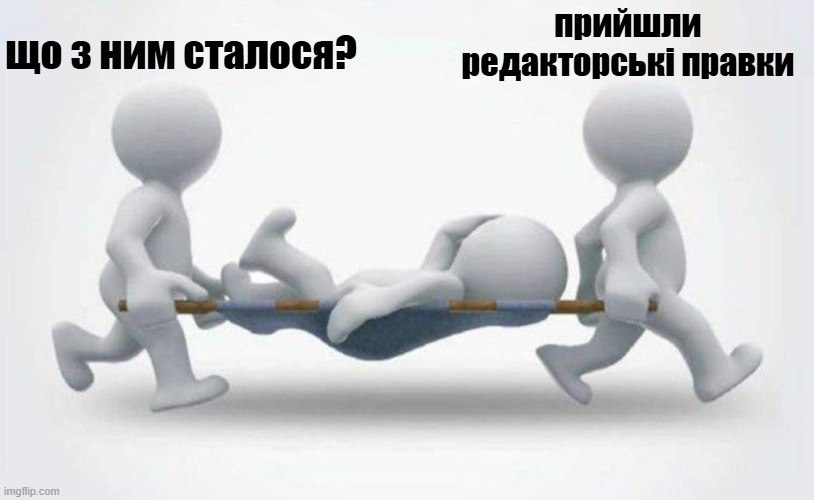 що з ним сталося?
прийшли
редакторські правки
imgflip.com